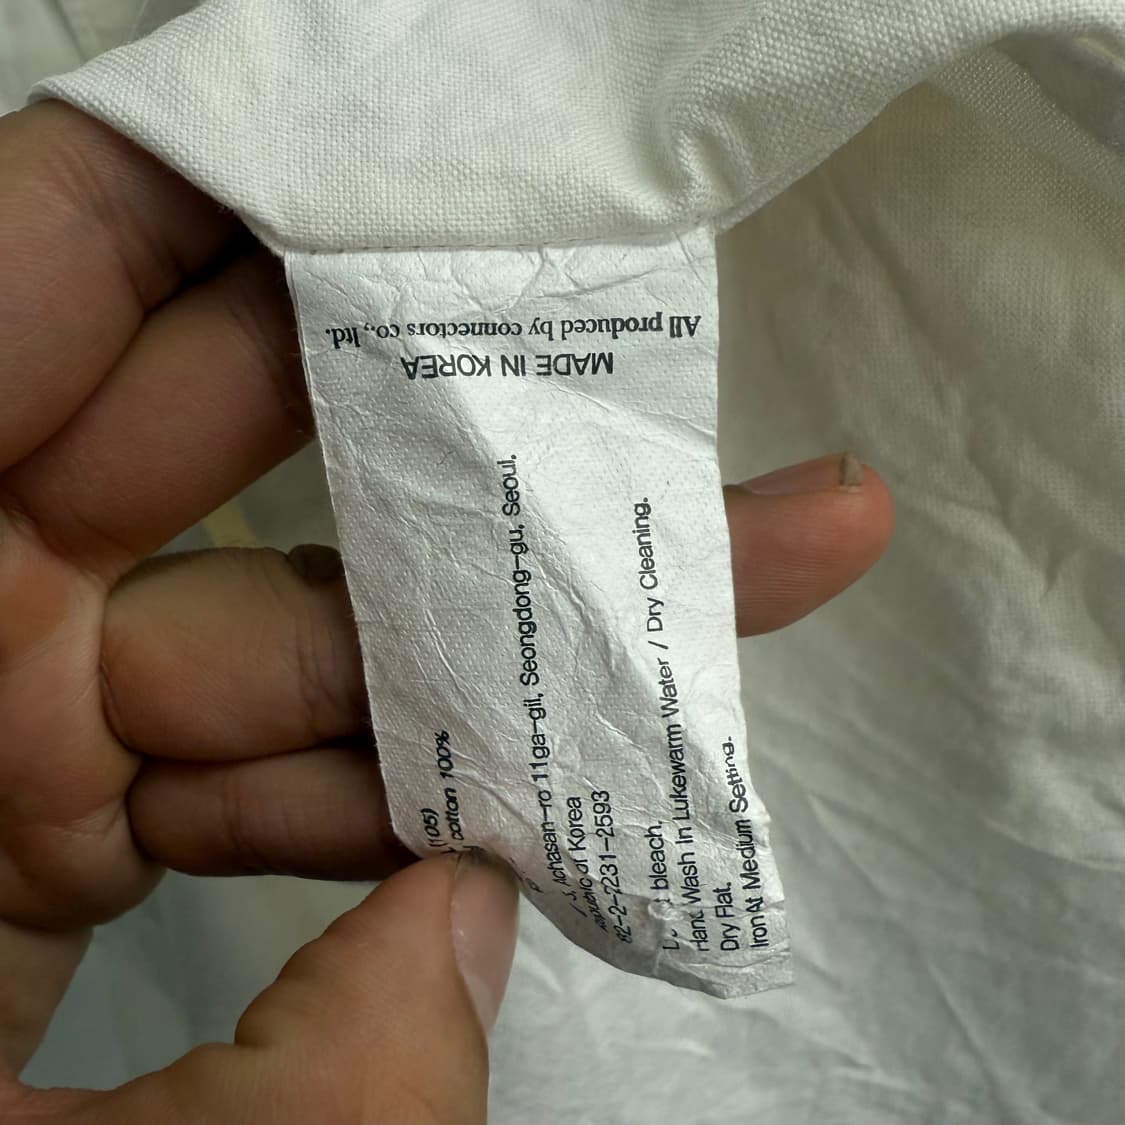 All produced by connectors co., ltd.
MADE IN KOREA
(105)
cotton 100%
Achasan-ro 11ga-gil, Seongdong-gu, Seoul,
of Korea
82-2-2231-2593
bleach.
Hand Wash In Lukewarm Water / Dry Cleaning.
Dry Flat.
Iron At Medium Setting.